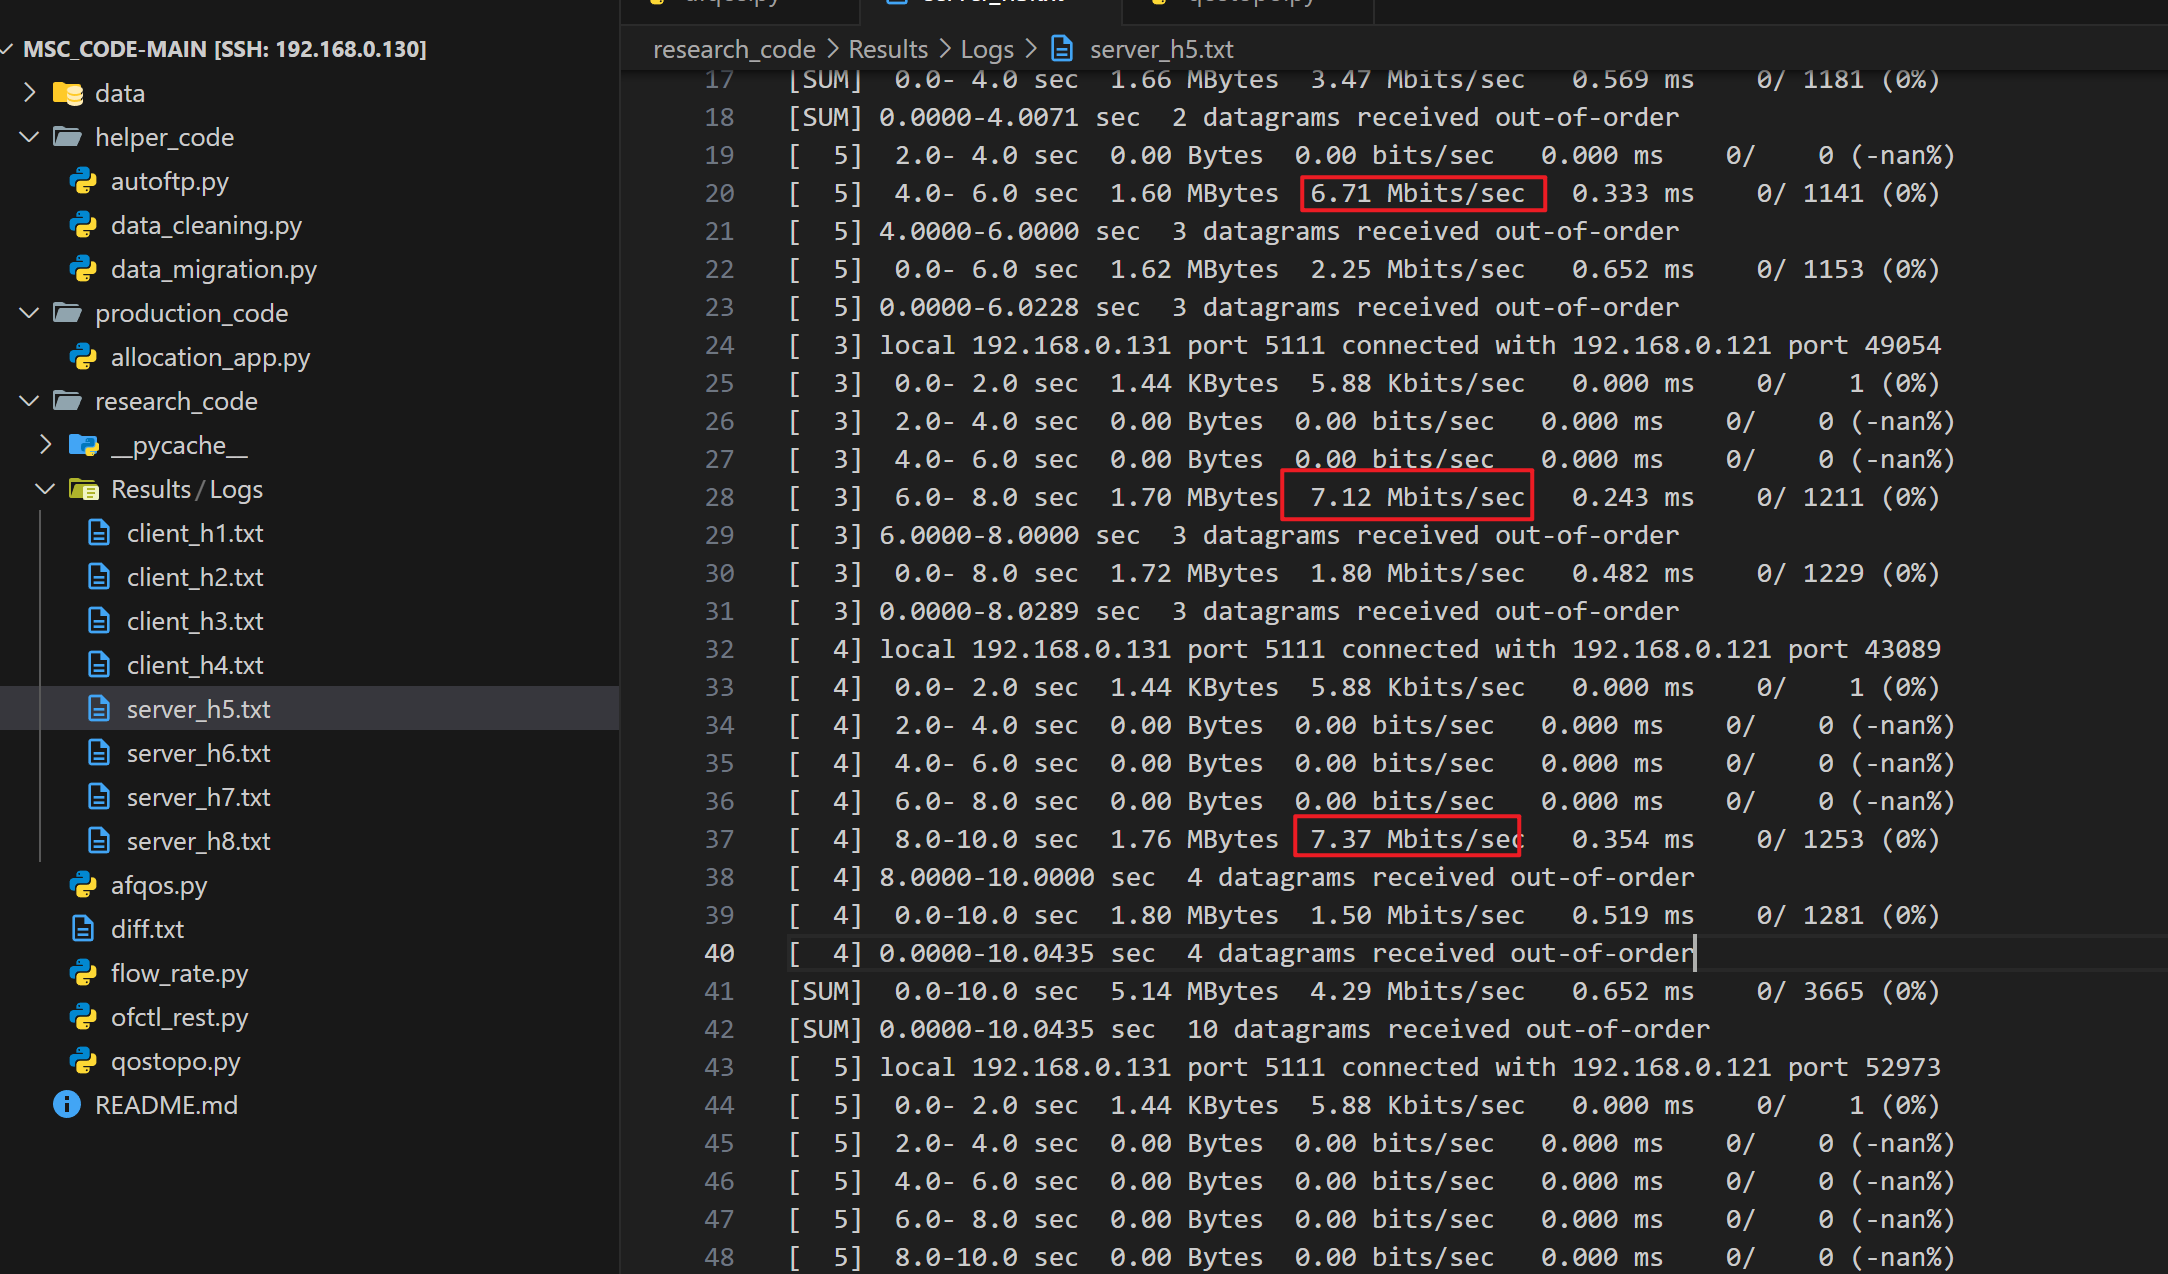 MSC_CODE-MAIN [SSH: 192.168.0.130]
data
helper_code
autoftp.py
data_cleaning.py
data_migration.py
production_code
allocation_app.py
research_code
__pycache__
Results/Logs
client_h1.txt
client_h2.txt
client_h3.txt
client_h4.txt
server_h5.txt
server_h6.txt
server_h7.txt
server_h8.txt
afqos.py
diff.txt
flow_rate.py
ofctl_rest.py
qostopo.py
README.md
research_code > Results > Logs > server_h5.txt
17 [SUM]  0.0- 4.0 sec  1.66 MBytes  3.47 Mbits/sec   0.569 ms    0/ 1181 (0%)
18 [SUM] 0.0000-4.0071 sec  2 datagrams received out-of-order
19 [  5]  2.0- 4.0 sec  0.00 Bytes  0.00 bits/sec   0.000 ms    0/    0 (-nan%)
20 [  5]  4.0- 6.0 sec  1.60 MBytes  6.71 Mbits/sec   0.333 ms    0/ 1141 (0%)
21 [  5] 4.0000-6.0000 sec  3 datagrams received out-of-order
22 [  5]  0.0- 6.0 sec  1.62 MBytes  2.25 Mbits/sec   0.652 ms    0/ 1153 (0%)
23 [  5] 0.0000-6.0228 sec  3 datagrams received out-of-order
24 [  3] local 192.168.0.131 port 5111 connected with 192.168.0.121 port 49054
25 [  3]  0.0- 2.0 sec  1.44 KBytes  5.88 Kbits/sec   0.000 ms    0/    1 (0%)
26 [  3]  2.0- 4.0 sec  0.00 Bytes  0.00 bits/sec   0.000 ms    0/    0 (-nan%)
27 [  3]  4.0- 6.0 sec  0.00 Bytes  0.00 bits/sec   0.000 ms    0/    0 (-nan%)
28 [  3]  6.0- 8.0 sec  1.70 MBytes  7.12 Mbits/sec   0.243 ms    0/ 1211 (0%)
29 [  3] 6.0000-8.0000 sec  3 datagrams received out-of-order
30 [  3]  0.0- 8.0 sec  1.72 MBytes  1.80 Mbits/sec   0.482 ms    0/ 1229 (0%)
31 [  3] 0.0000-8.0289 sec  3 datagrams received out-of-order
32 [  4] local 192.168.0.131 port 5111 connected with 192.168.0.121 port 43089
33 [  4]  0.0- 2.0 sec  1.44 KBytes  5.88 Kbits/sec   0.000 ms    0/    1 (0%)
34 [  4]  2.0- 4.0 sec  0.00 Bytes  0.00 bits/sec   0.000 ms    0/    0 (-nan%)
35 [  4]  4.0- 6.0 sec  0.00 Bytes  0.00 bits/sec   0.000 ms    0/    0 (-nan%)
36 [  4]  6.0- 8.0 sec  0.00 Bytes  0.00 bits/sec   0.000 ms    0/    0 (-nan%)
37 [  4]  8.0-10.0 sec  1.76 MBytes  7.37 Mbits/sec   0.354 ms    0/ 1253 (0%)
38 [  4] 8.0000-10.0000 sec  4 datagrams received out-of-order
39 [  4]  0.0-10.0 sec  1.80 MBytes  1.50 Mbits/sec   0.519 ms    0/ 1281 (0%)
40 [  4] 0.0000-10.0435 sec  4 datagrams received out-of-order
41 [SUM]  0.0-10.0 sec  5.14 MBytes  4.29 Mbits/sec   0.652 ms    0/ 3665 (0%)
42 [SUM] 0.0000-10.0435 sec  10 datagrams received out-of-order
43 [  5] local 192.168.0.131 port 5111 connected with 192.168.0.121 port 52973
44 [  5]  0.0- 2.0 sec  1.44 KBytes  5.88 Kbits/sec   0.000 ms    0/    1 (0%)
45 [  5]  2.0- 4.0 sec  0.00 Bytes  0.00 bits/sec   0.000 ms    0/    0 (-nan%)
46 [  5]  4.0- 6.0 sec  0.00 Bytes  0.00 bits/sec   0.000 ms    0/    0 (-nan%)
47 [  5]  6.0- 8.0 sec  0.00 Bytes  0.00 bits/sec   0.000 ms    0/    0 (-nan%)
48 [  5]  8.0-10.0 sec  0.00 Bytes  0.00 bits/sec   0.000 ms    0/    0 (-nan%)